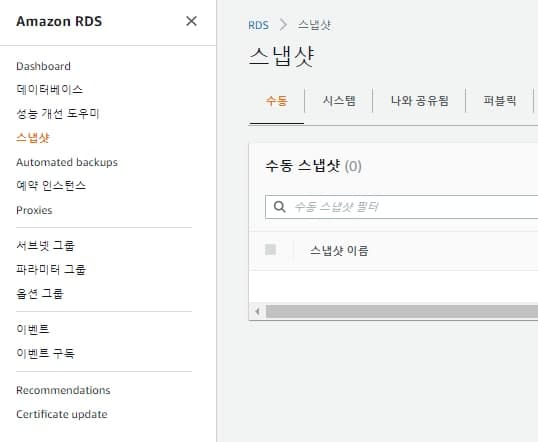 Amazon RDS
Dashboard
데이터베이스
성능 개선 도우미
스냅샷
Automated backups
예약 인스턴스
Proxies
서브넷 그룹
파라미터 그룹
옵션 그룹
이벤트
이벤트 구독
Recommendations
Certificate update
RDS > 스냅샷
스냅샷
수동 시스템 나와 공유됨 퍼블릭
수동 스냅샷 (0)
수동 스냅샷 필터
스냅샷 이름